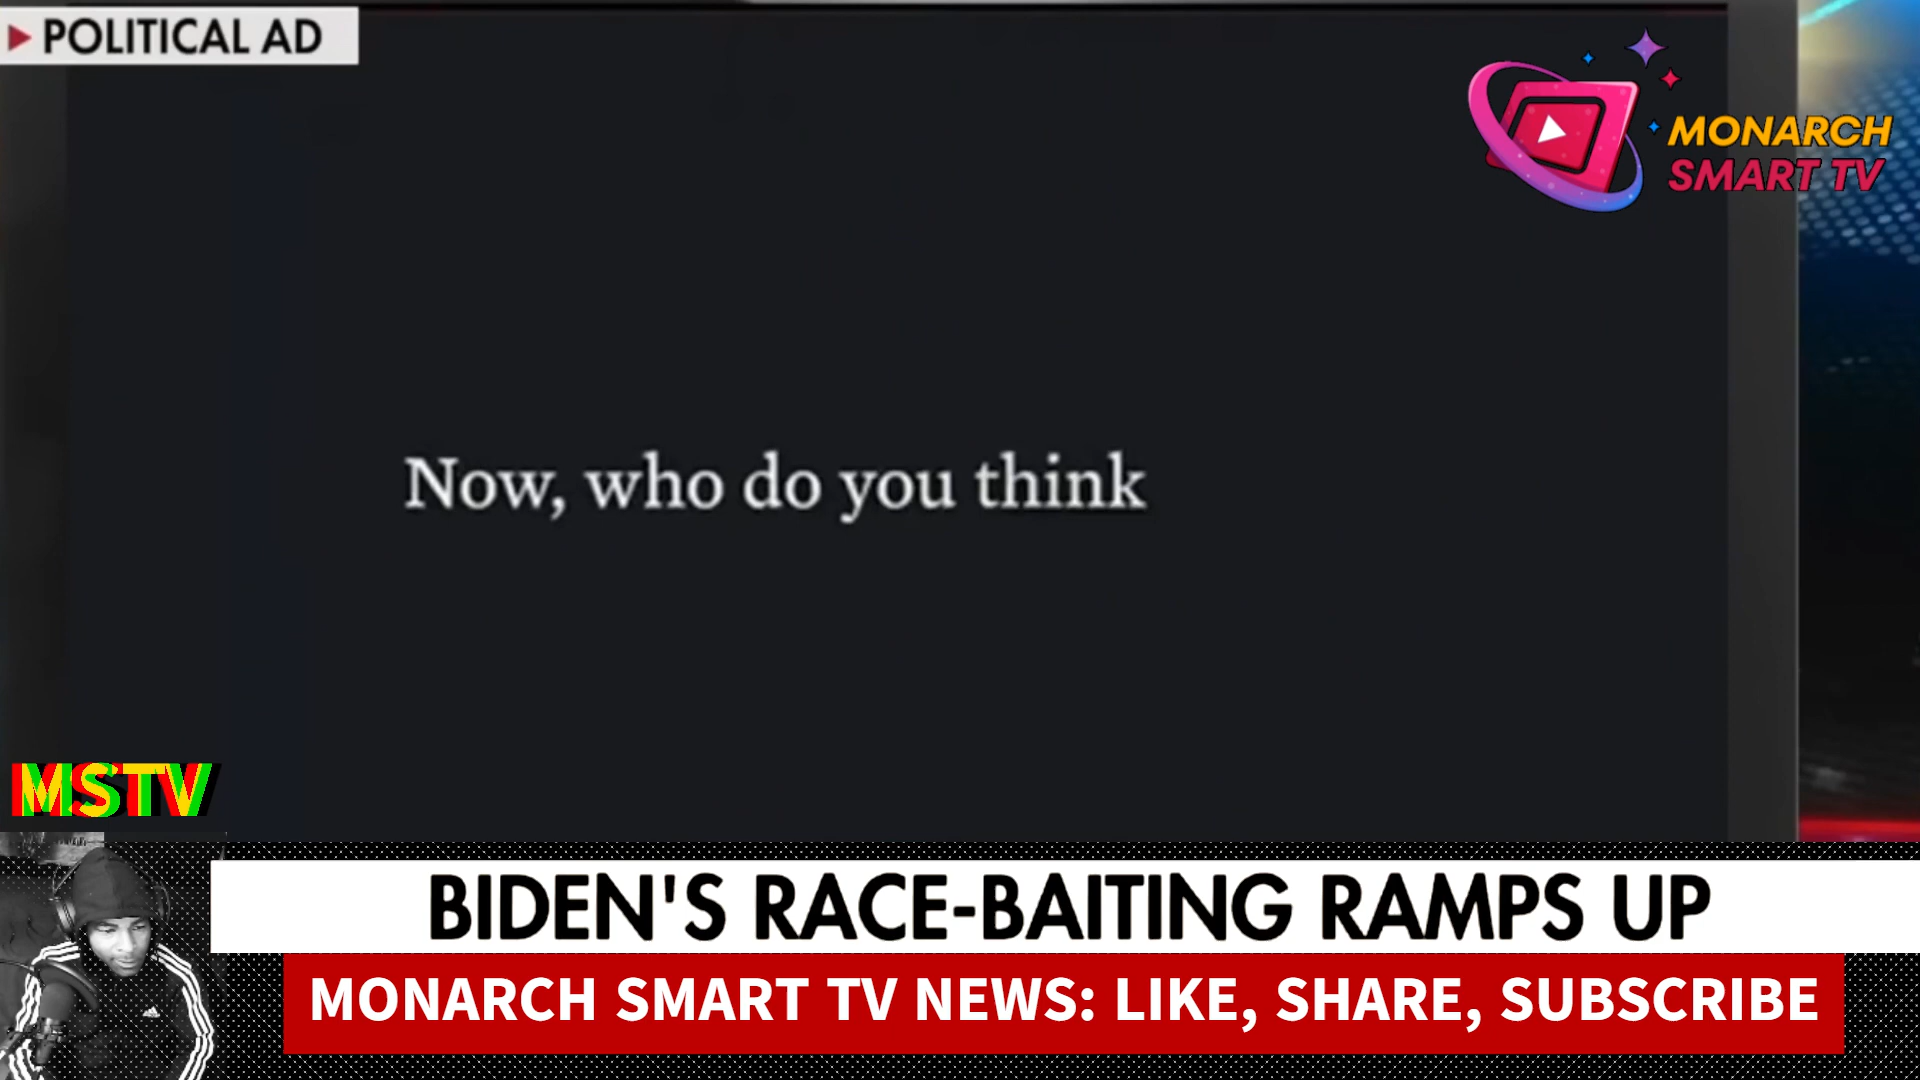 POLITICAL AD
MONARCH
SMART TV
Now, who do you think
MSTV
BIDEN'S RACE-BAITING RAMPS UP
MONARCH SMART TV NEWS: LIKE, SHARE, SUBSCRIBE